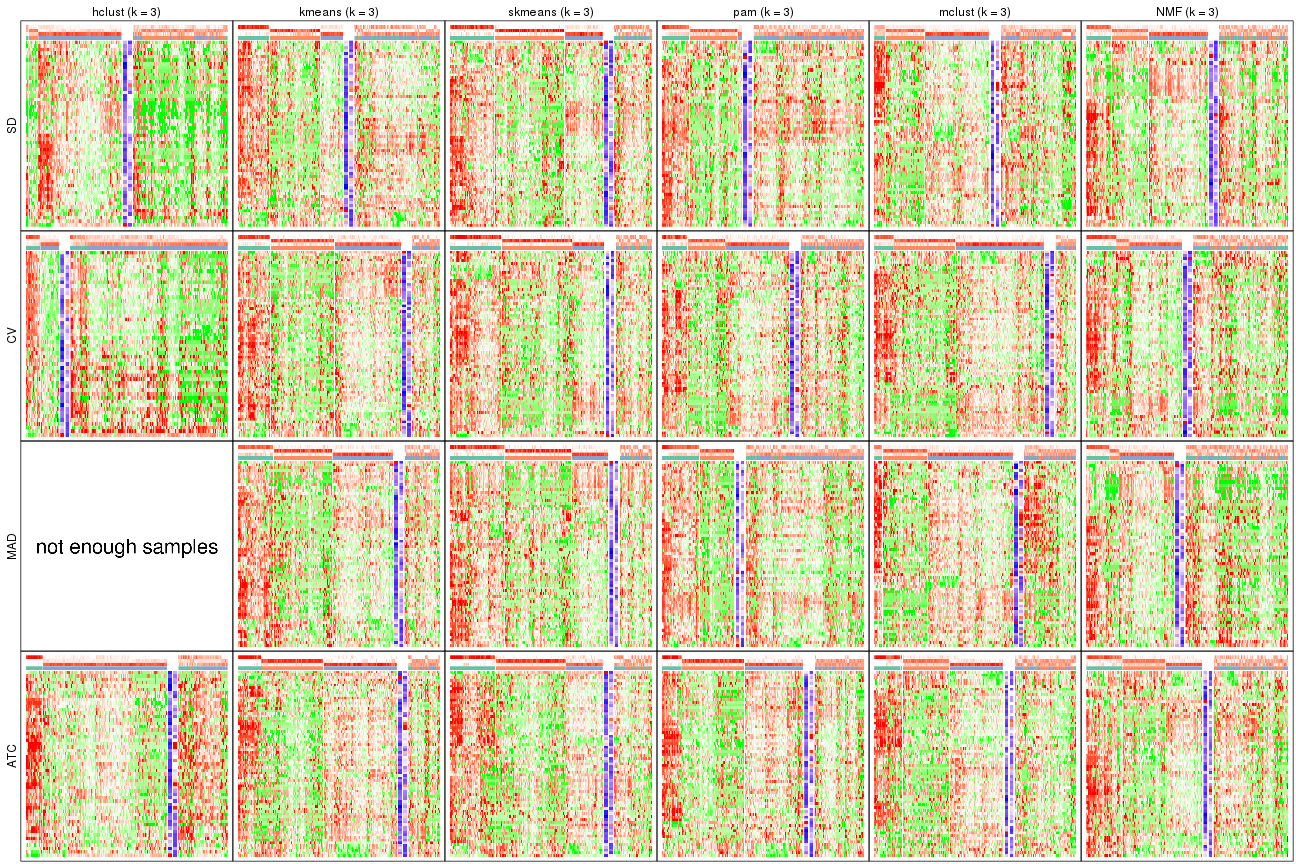 hclust (k = 3) kmeans (k = 3) skmeans (k = 3) pam (k = 3) mclust (k = 3) NMF (k = 3)
SD
CV
MAD
not enough samples
ATC